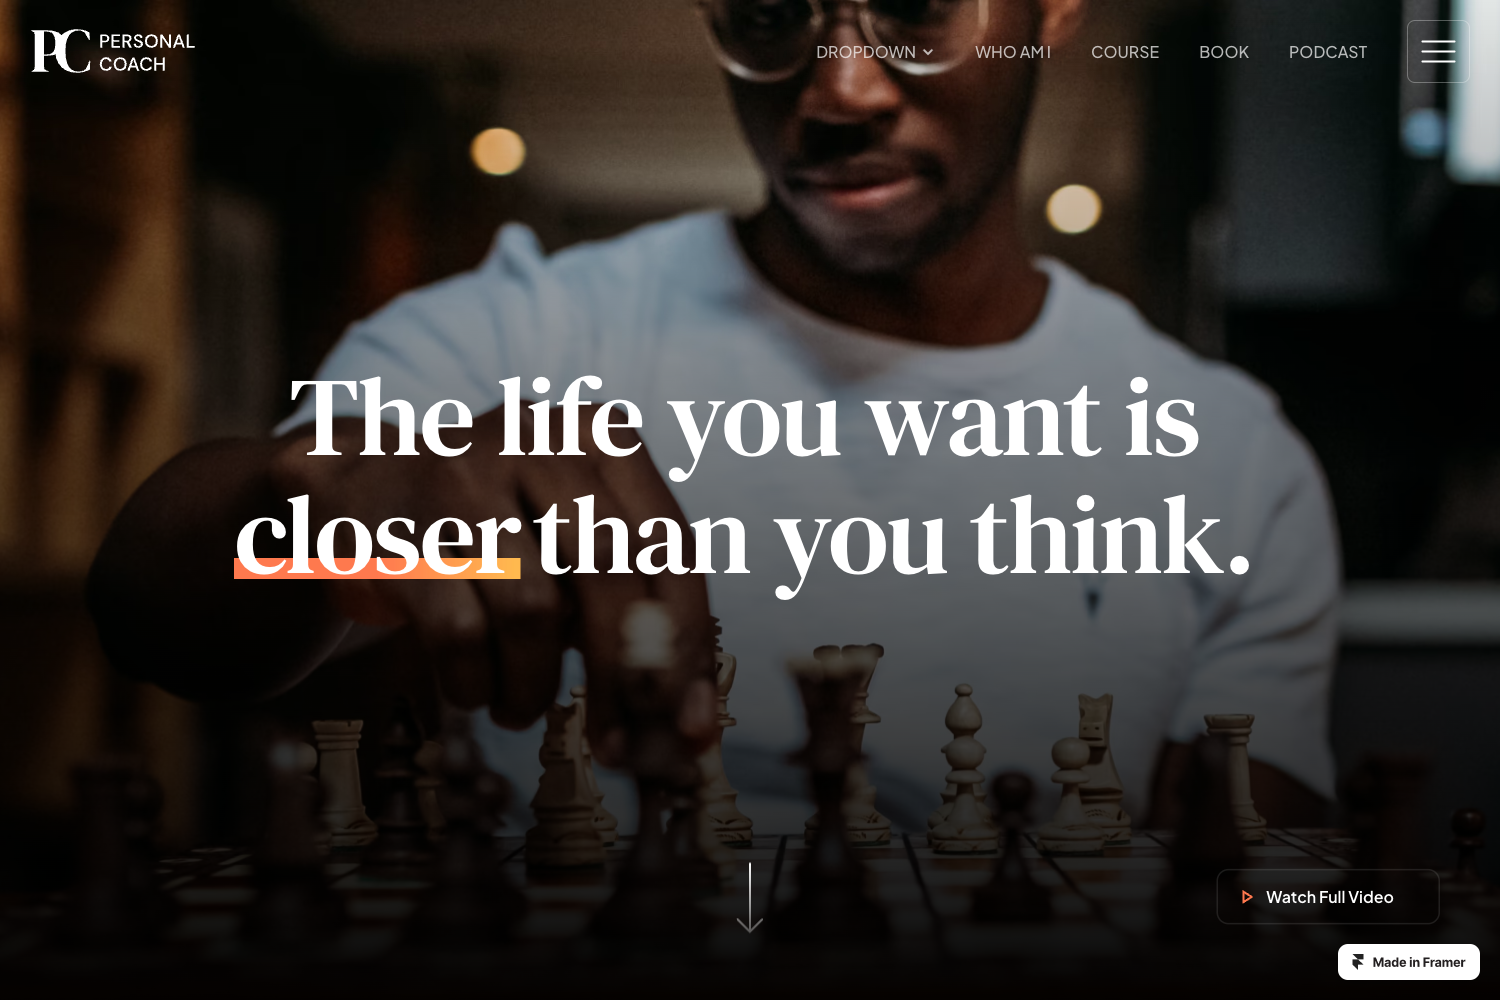 PC PERSONAL
COACH
DROPDOWN WHO AM I COURSE BOOK PODCAST
The life you want is
closer than you think.
Watch Full Video
Made in Framer